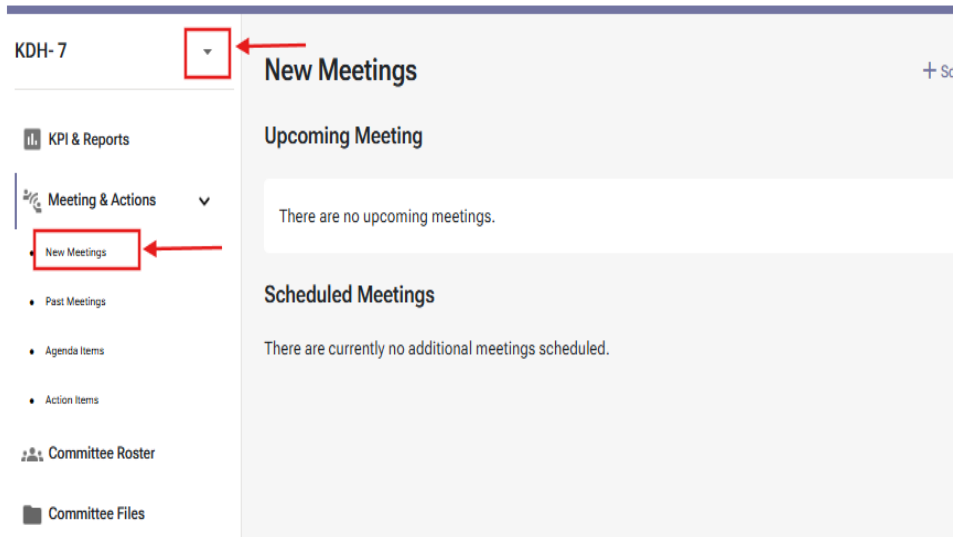 KDH- 7
KPI & Reports
Meeting & Actions
New Meetings
Past Meetings
Agenda Items
Action Items
Committee Roster
Committee Files
New Meetings
Upcoming Meeting
There are no upcoming meetings.
Scheduled Meetings
There are currently no additional meetings scheduled.